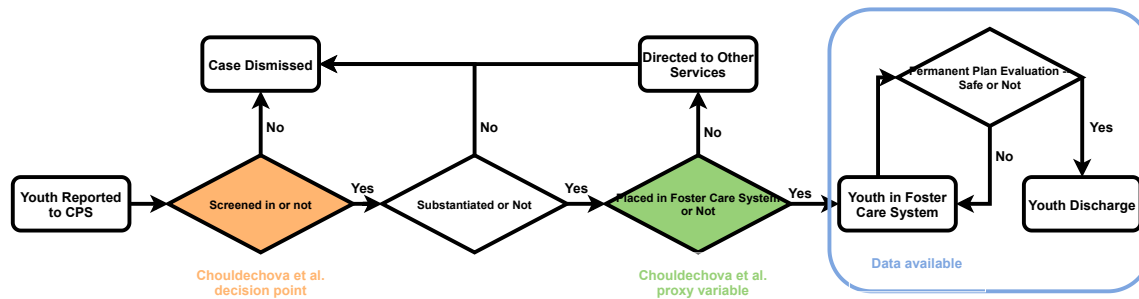 Case Dismissed
Directed to Other
Services
Permanent Plan Evaluation --
Safe or Not
No
No
No
Yes
No
Youth Reported
to CPS
Screened in or not
Yes
Substantiated or Not
Yes
Placed in Foster Care System
or Not
Yes
Youth in Foster
Care System
Youth Discharge
Chouldechova et al.
decision point
Chouldechova et al.
proxy variable
Data available